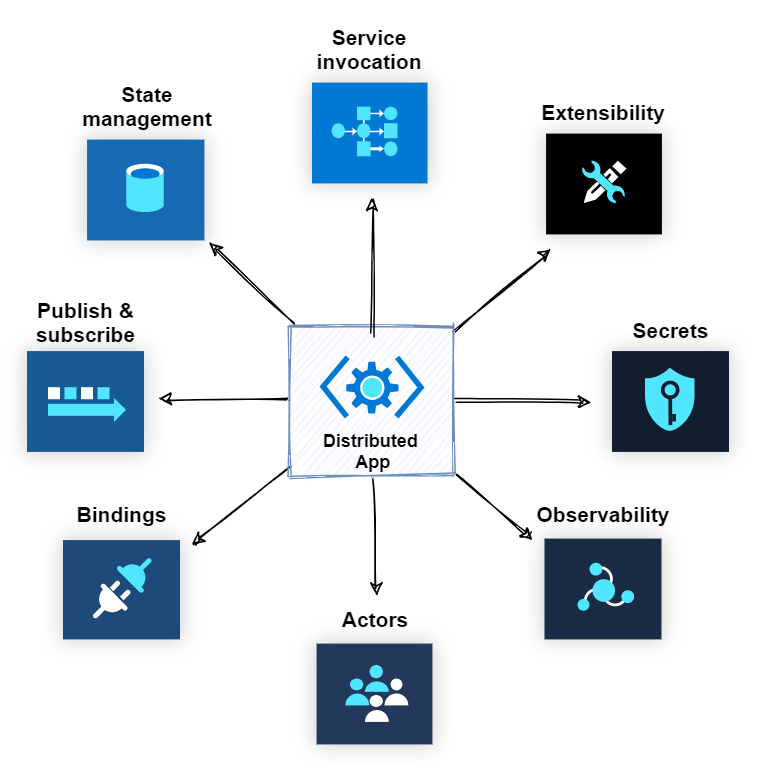 Service
invocation
State
management
Extensibility
Publish &
subscribe
Secrets
Distributed
App
Bindings
Observability
Actors